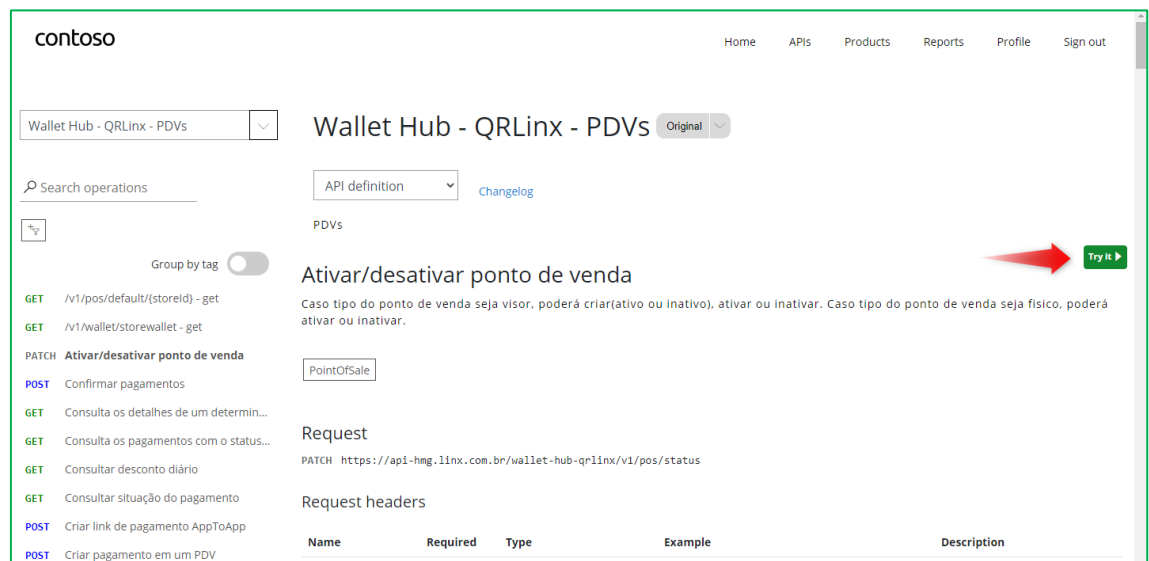 contoso
Home APIs Products Reports Profile Sign out
Wallet Hub - QRLinx - PDVs
Search operations
Group by tag
GET /v1/pos/default/{storeId} - get
GET /v1/wallet/storewallet - get
PATCH Ativar/desativar ponto de venda
POST Confirmar pagamentos
GET Consulta os detalhes de um determin...
GET Consulta os pagamentos com o status...
GET Consultar desconto diário
GET Consultar situação do pagamento
POST Criar link de pagamento AppToApp
POST Criar pagamento em um PDV
Wallet Hub - QRLinx - PDVs Original
API definition Changelog
PDVs
Try It
Ativar/desativar ponto de venda
Caso tipo do ponto de venda seja visor, poderá criar(ativo ou inativo), ativar ou inativar. Caso tipo do ponto de venda seja fisico, poderá
ativar ou inativar.
PointOfSale
Request
PATCH https://api-hmg.linx.com.br/wallet-hub-qrlinx/v1/pos/status
Request headers
Name Required Type Example Description